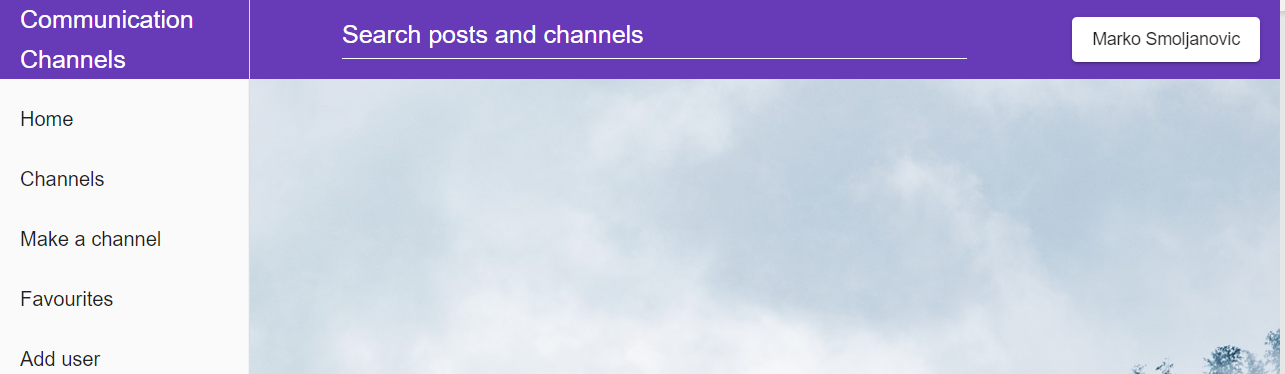 Communication
Channels
Search posts and channels
Marko Smoljanovic
Home
Channels
Make a channel
Favourites
Add user